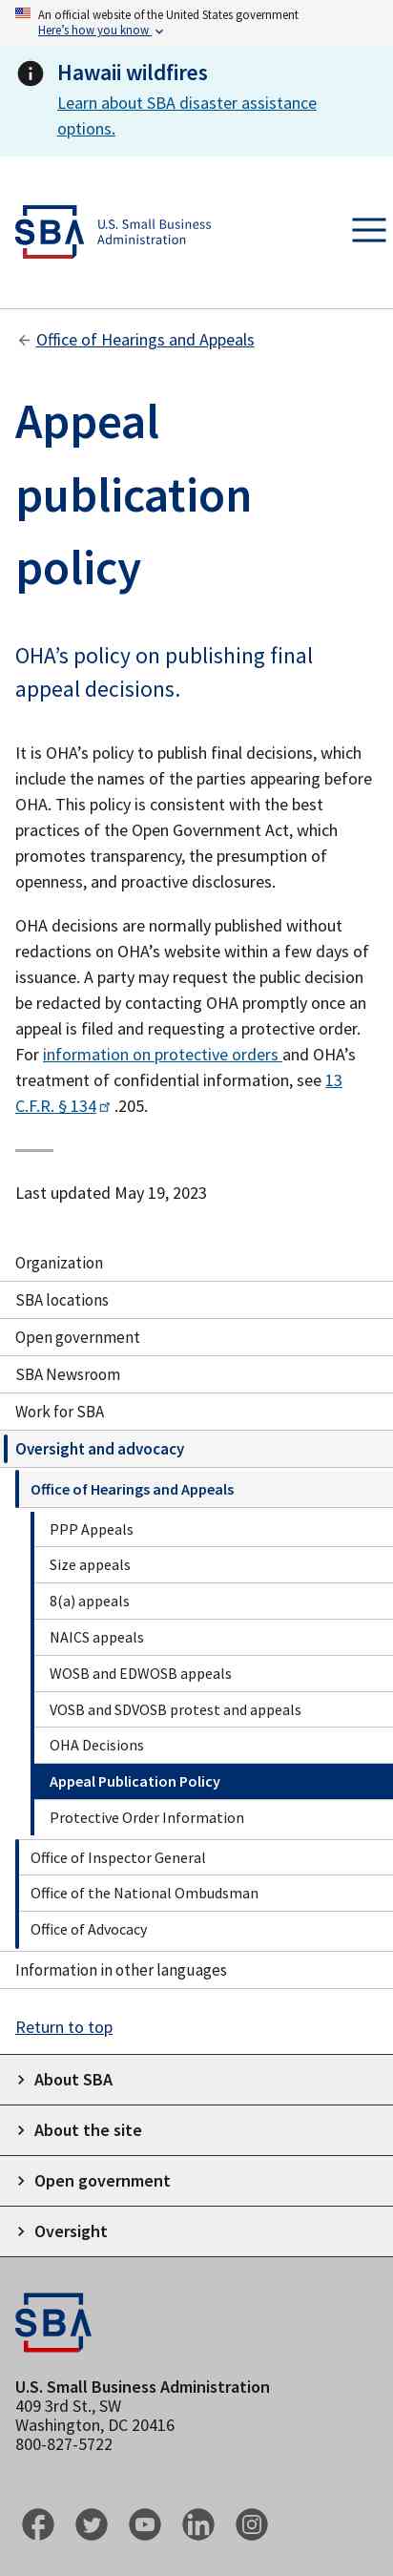 An official website of the United States government
Here's how you know
Hawaii wildfires
Learn about SBA disaster assistance
options.
SBA
U.S. Small Business
Administration
Office of Hearings and Appeals
Appeal
publication
policy
OHA’s policy on publishing final
appeal decisions.
It is OHA’s policy to publish final decisions, which
include the names of the parties appearing before
OHA. This policy is consistent with the best
practices of the Open Government Act, which
promotes transparency, the presumption of
openness, and proactive disclosures.
OHA decisions are normally published without
redactions on OHA’s website within a few days of
issuance. A party may request the public decision
be redacted by contacting OHA promptly once an
appeal is filed and requesting a protective order.
For information on protective orders and OHA’s
treatment of confidential information, see 13
C.F.R. § 134 .205.
Last updated May 19, 2023
Organization
SBA locations
Open government
SBA Newsroom
Work for SBA
Oversight and advocacy
Office of Hearings and Appeals
PPP Appeals
Size appeals
8(a) appeals
NAICS appeals
WOSB and EDWOSB appeals
VOSB and SDVOSB protest and appeals
OHA Decisions
Appeal Publication Policy
Protective Order Information
Office of Inspector General
Office of the National Ombudsman
Office of Advocacy
Information in other languages
Return to top
About SBA
About the site
Open government
Oversight
SBA
U.S. Small Business Administration
409 3rd St., SW
Washington, DC 20416
800-827-5722